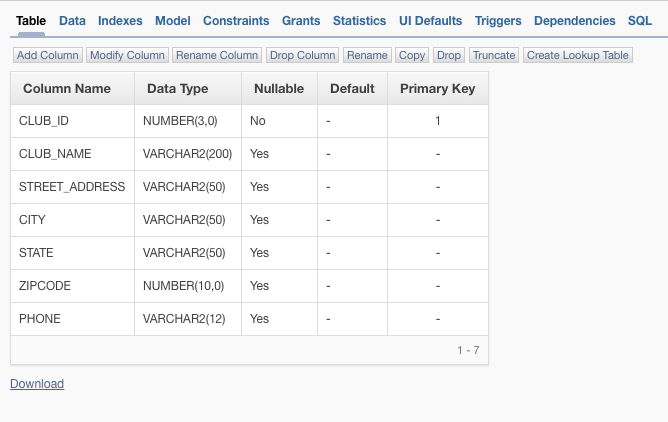 Table Data Indexes Model Constraints Grants Statistics UI Defaults Triggers Dependencies SQL
Add Column Modify Column Rename Column Drop Column Rename Copy Drop Truncate Create Lookup Table
Column Name Data Type Nullable Default Primary Key
CLUB_ID NUMBER(3,0) No - 1
CLUB_NAME VARCHAR2(200) Yes - -
STREET_ADDRESS VARCHAR2(50) Yes - -
CITY VARCHAR2(50) Yes - -
STATE VARCHAR2(50) Yes - -
ZIPCODE NUMBER(10,0) Yes - -
PHONE VARCHAR2(12) Yes - -
1 - 7
Download